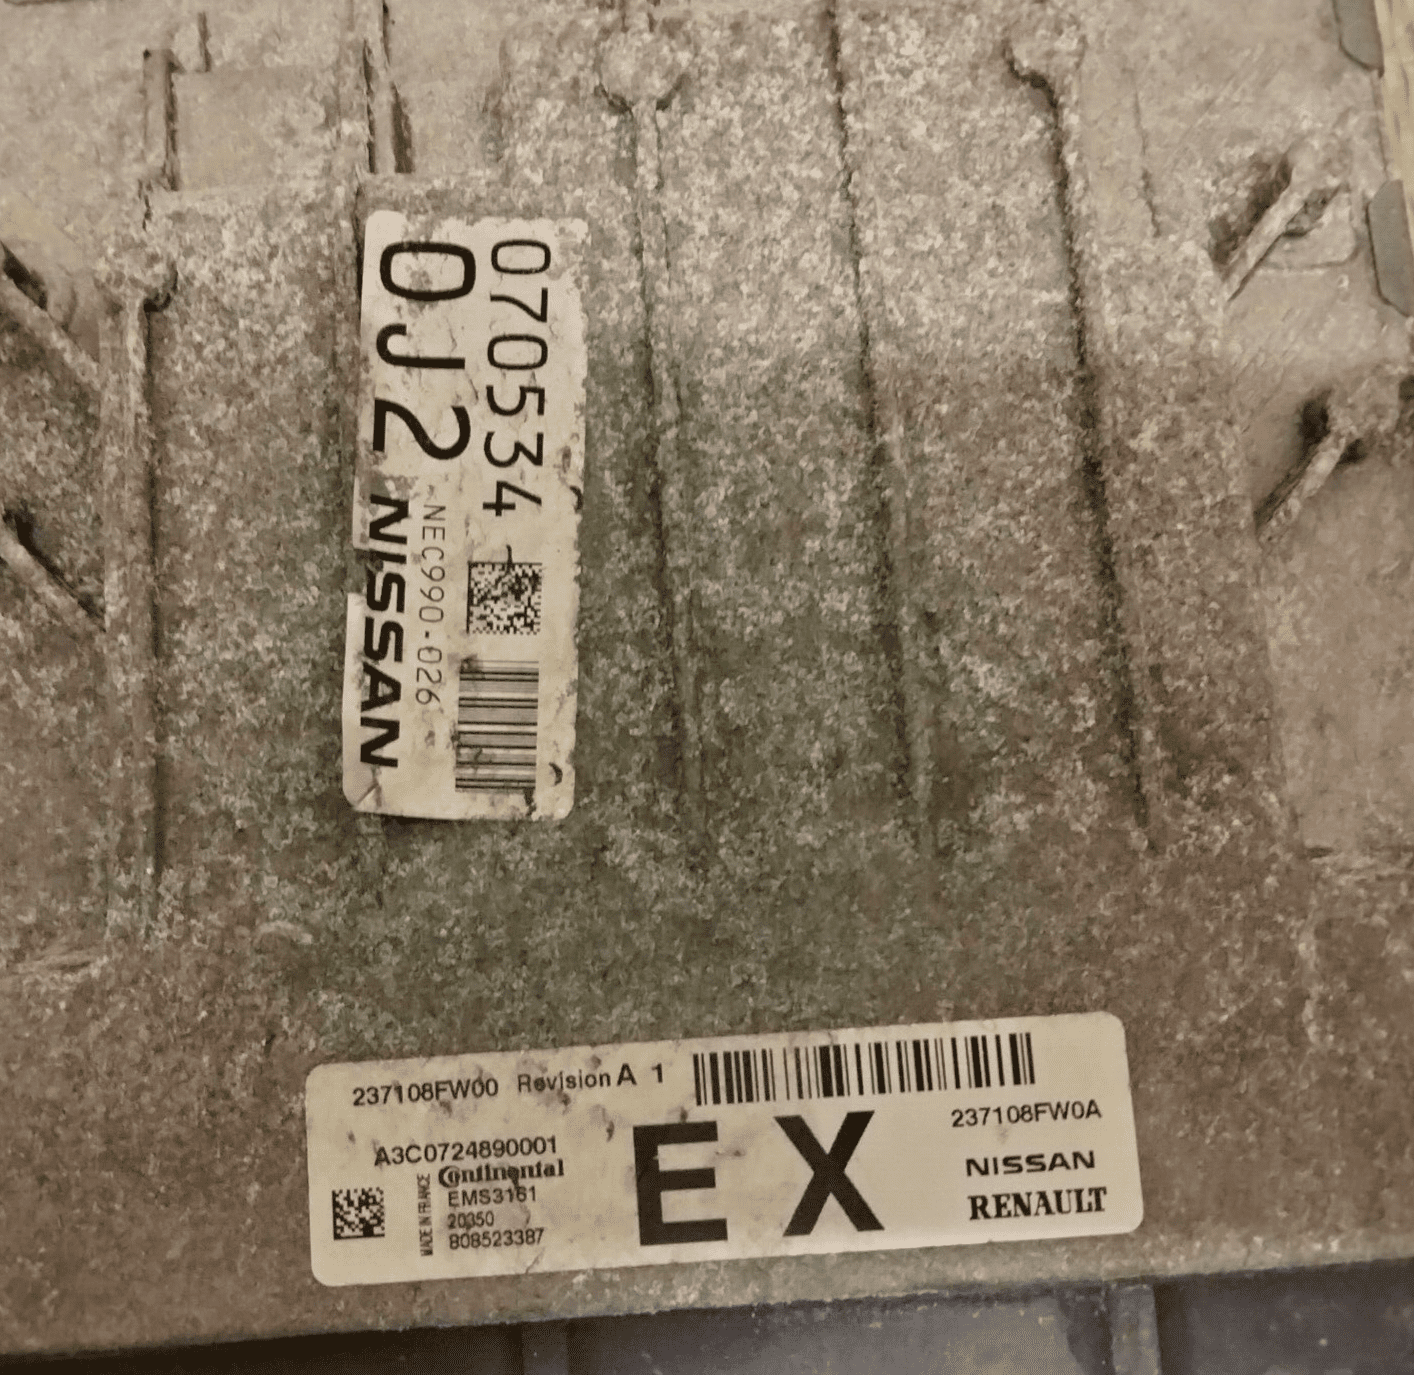 070534
0J2
NEC990-026
NISSAN
237108FW00 Revision A 1
A3C0724890001
Continental
MADE IN FRANCE
EMS3161
20350
808523387
EX
237108FW0A
NISSAN
RENAULT